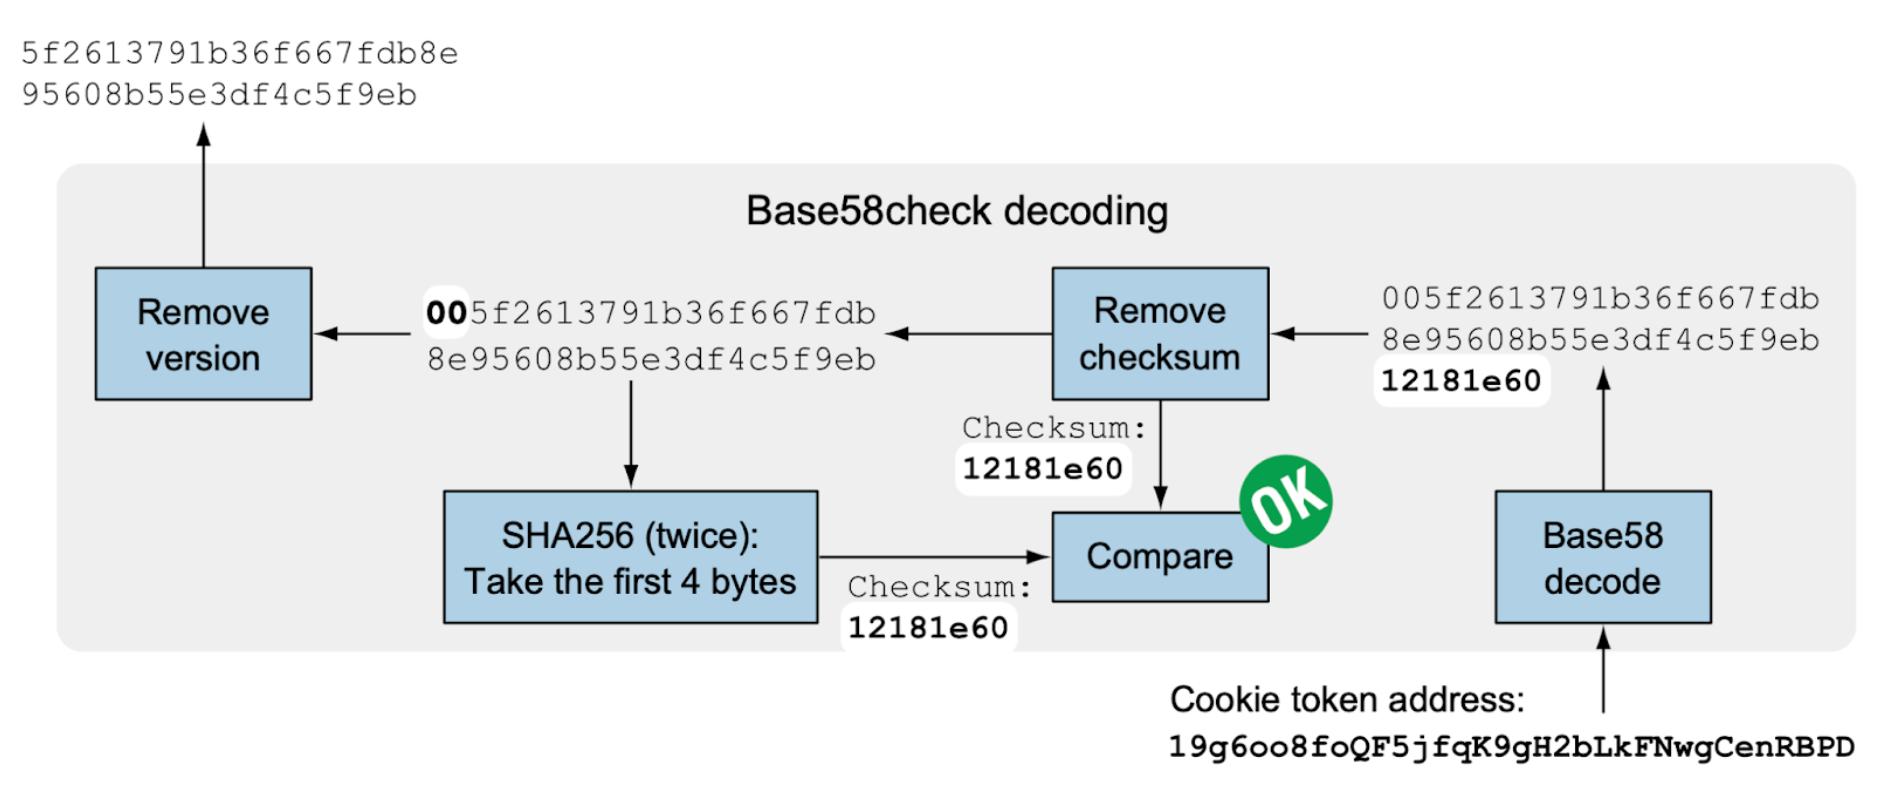 5f2613791b36f667fdb8e
95608b55e3df4c5f9eb
Base58check decoding
Remove
version
005f2613791b36f667fdb
8e95608b55e3df4c5f9eb
Remove
checksum
005f2613791b36f667fdb
8e95608b55e3df4c5f9eb
12181e60
Checksum:
12181e60
OK
SHA256 (twice):
Take the first 4 bytes
Checksum:
12181e60
Compare
Base58
decode
Cookie token address:
19g6oo8foQF5jfqK9gH2bLkFNwgCenRBPD